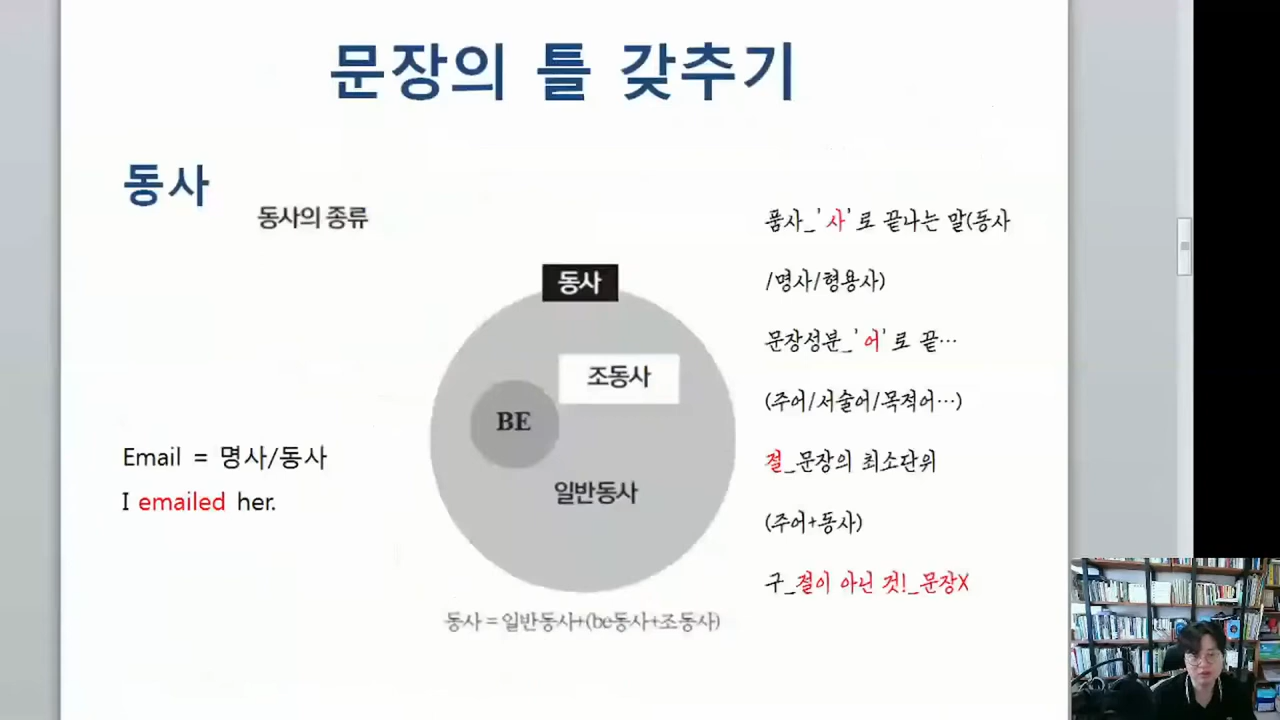 문장의 틀 갖추기
동사
동사의 종류
동사
조동사
BE
일반동사
동사 = 일반동사+(be동사+조동사)
Email = 명사/동사
I emailed her.
품사_'사'로 끝나는 말(동사
/명사/형용사)
문장성분_'어'로 끝…
(주어/서술어/목적어…)
절_문장의 최소단위
(주어+동사)
구_절이 아닌 것!_문장X